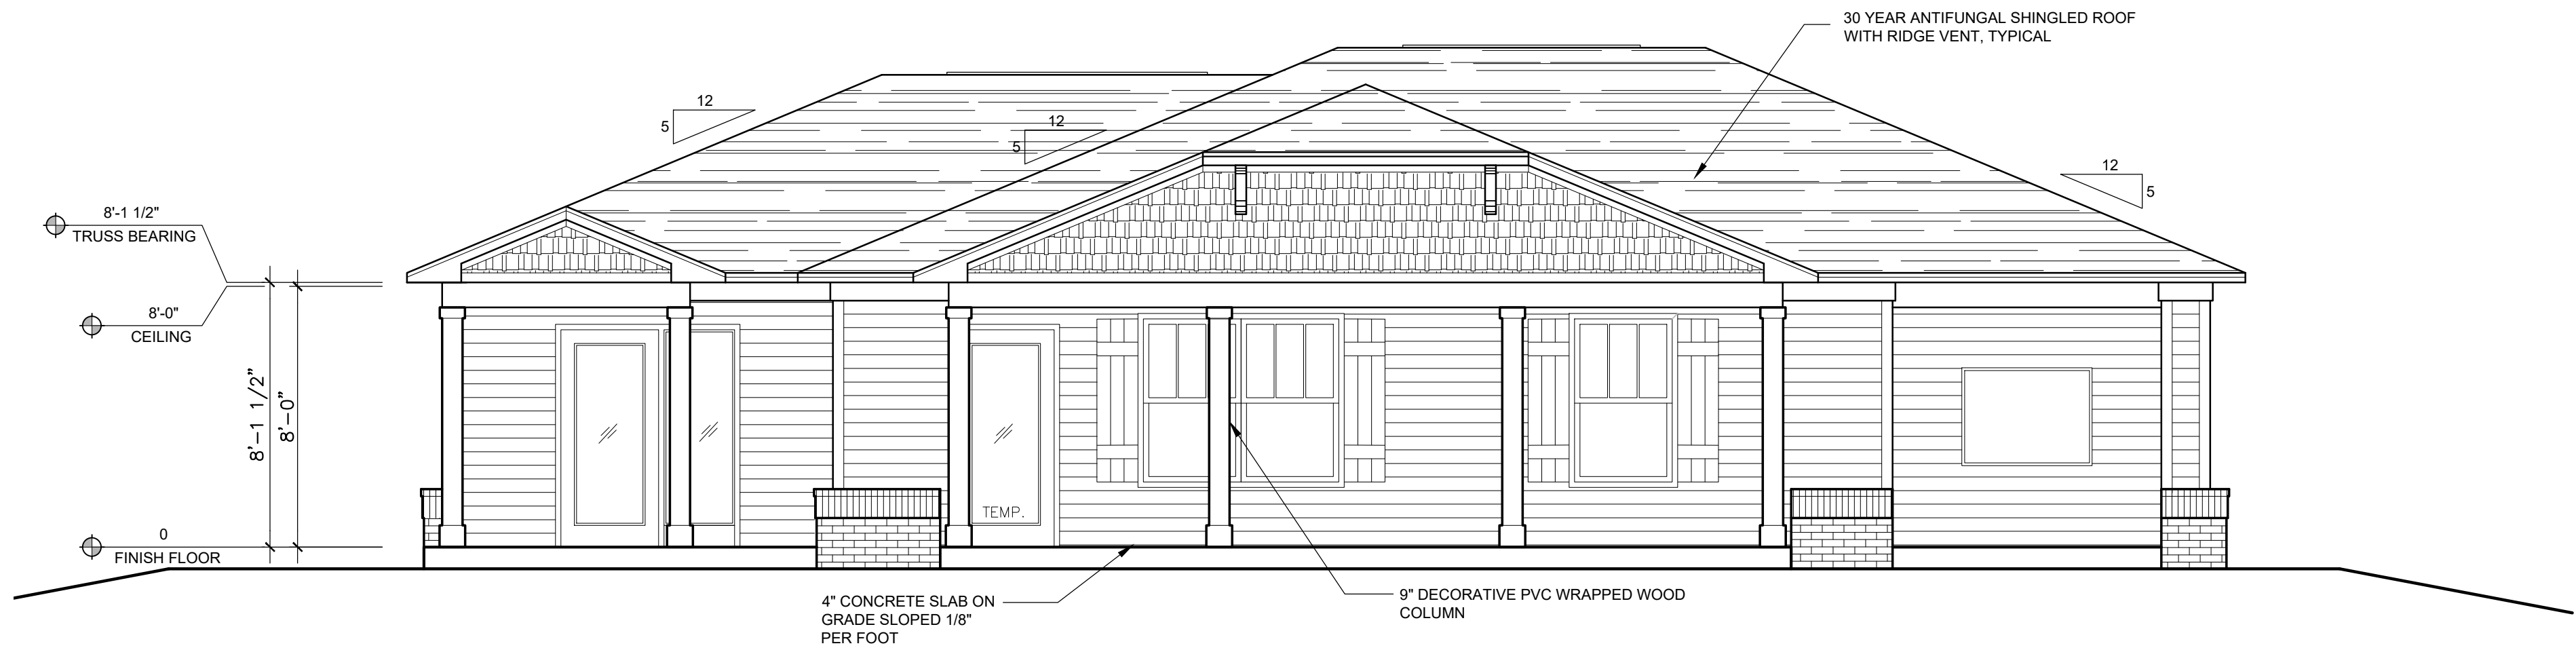 30 YEAR ANTIFUNGAL SHINGLED ROOF
WITH RIDGE VENT, TYPICAL
12
5
12
5
12
5
8'-1 1/2"
TRUSS BEARING
8'-0"
CEILING
8'-1 1/2"
8'-0"
0
FINISH FLOOR
TEMP.
4" CONCRETE SLAB ON
GRADE SLOPED 1/8"
PER FOOT
9" DECORATIVE PVC WRAPPED WOOD
COLUMN